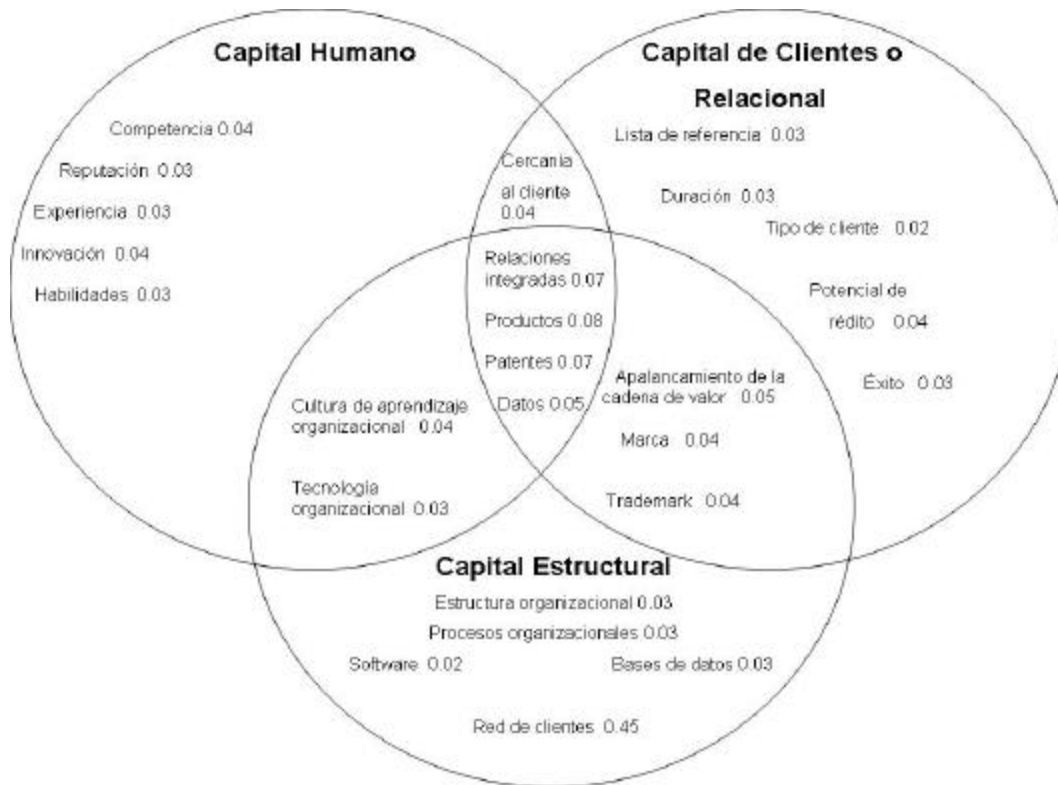 Capital Humano
Capital de Clientes o
Relacional
Competencia 0.04
Reputación 0.03
Experiencia 0.03
Innovación 0.04
Habilidades 0.03
Cercania
al cliente
0.04
Lista de referencia 0.03
Duración 0.03
Tipo de cliente 0.02
Potencial de
rédito 0.04
Éxito 0.03
Relaciones
integradas 0.07
Productos 0.08
Patentes 0.07
Datos 0.05
Cultura de aprendizaje
organizacional 0.04
Tecnología
organizacional 0.03
Apalancamiento de la
cadena de valor 0.05
Marca 0.04
Trademark 0.04
Capital Estructural
Estructura organizacional 0.03
Procesos organizacionales 0.03
Software 0.02
Bases de datos 0.03
Red de clientes 0.45